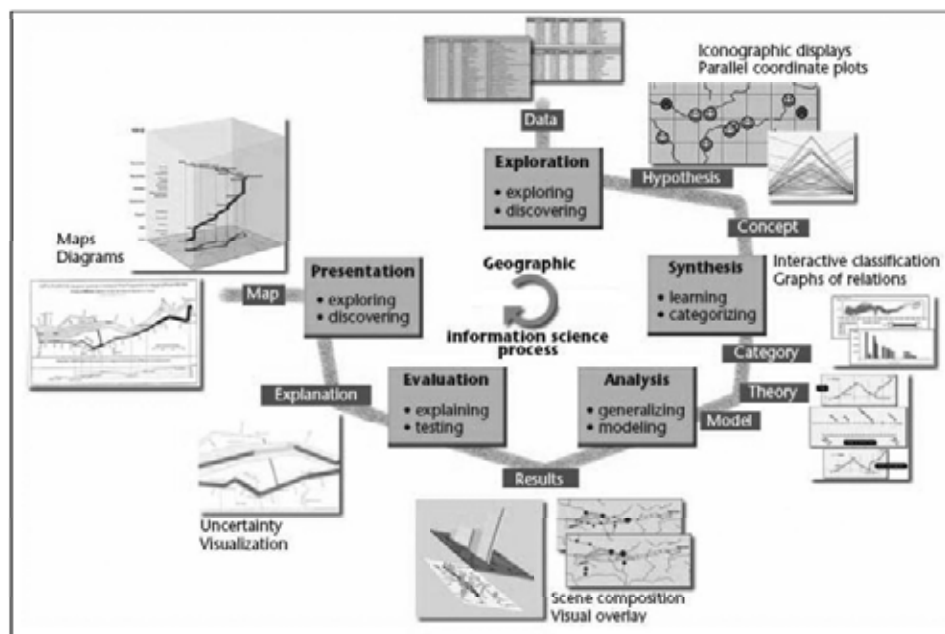 Iconographic displays
Parallel coordinate plots
Data
Exploration
• exploring
• discovering
Hypothesis
Concept
Maps
Diagrams
Presentation
• exploring
• discovering
Map
Geographic
information science
process
Synthesis
• learning
• categorizing
Interactive classification
Graphs of relations
Category
Theory
Model
Explanation
Evaluation
• explaining
• testing
Analysis
• generalizing
• modeling
Results
Uncertainty
Visualization
Scene composition
Visual overlay